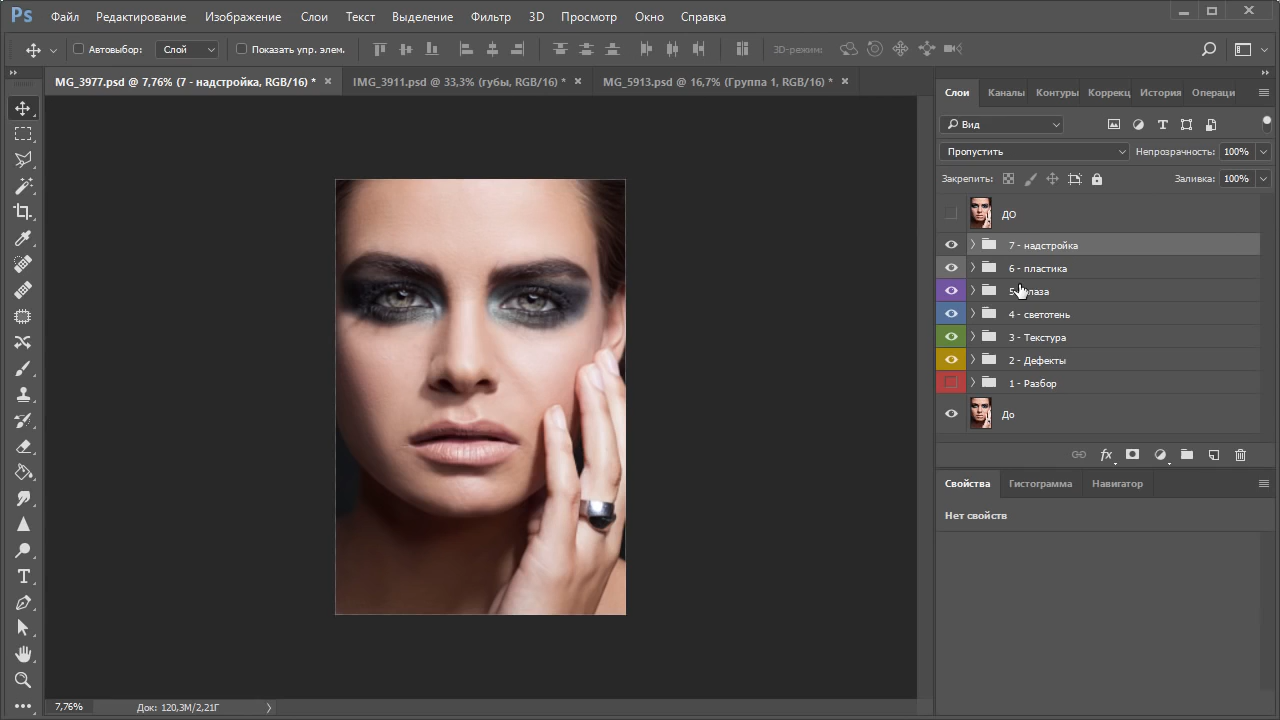 Ps Файл Редактирование Изображение Слои Текст Выделение Фильтр 3D Просмотр Окно Справка
Автовыбор: Слой Показать упр. элем. 3D-режим:
MG_3977.psd @ 7,76% (7 - надстройка, RGB/16) * IMG_3911.psd @ 33,3% (губы, RGB/16) * MG_5913.psd @ 16,7% (Группа 1, RGB/16) *
Слои Каналы Контуры Коррекц История Операци
Вид
Пропустить Непрозрачность: 100%
Закрепить: Заливка: 100%
ДО
7 - надстройка
6 - пластика
4 - светотень
3 - Текстура
2 - Дефекты
1 - Разбор
До
fx
Свойства Гистограмма Навигатор
Нет свойств
7,76% Док: 120,3M/2,21Г